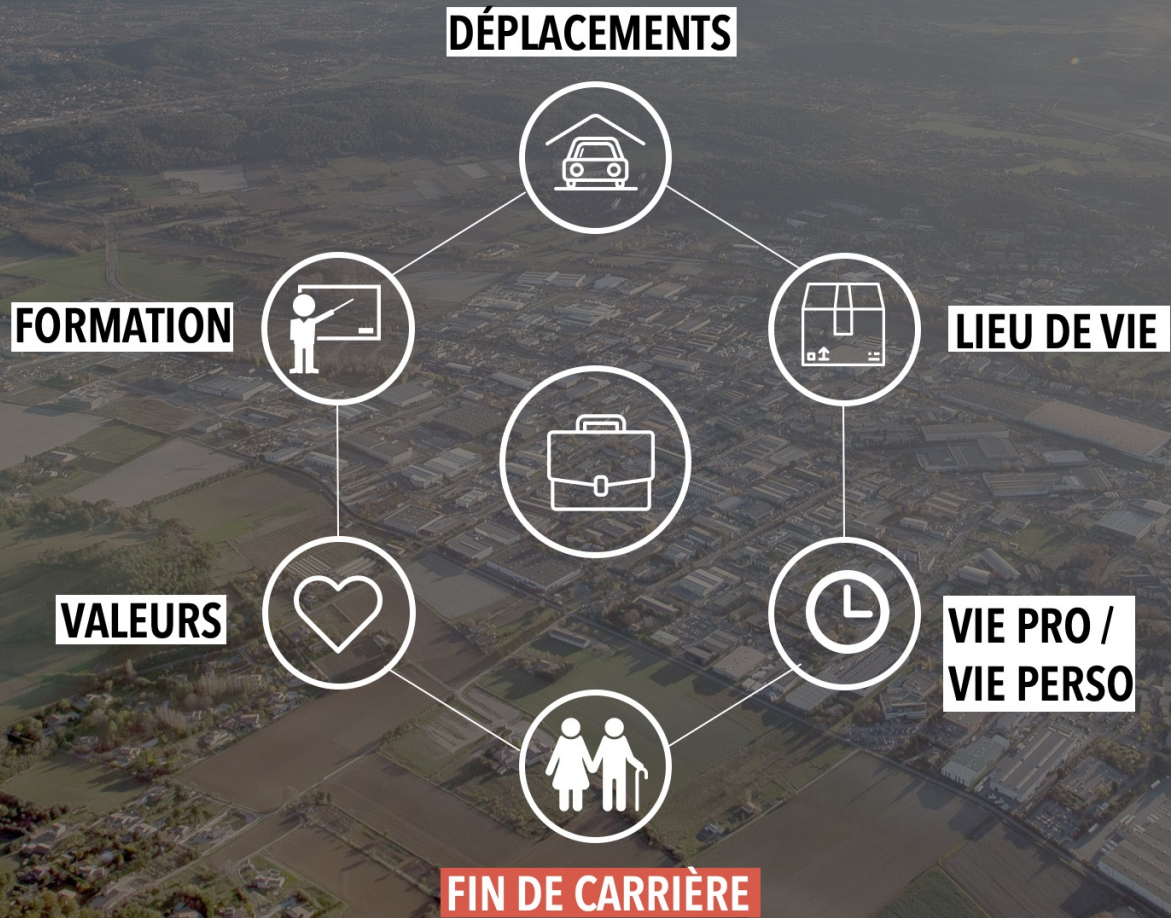 DÉPLACEMENTS
FORMATION
LIEU DE VIE
VALEURS
VIE PRO /
VIE PERSO
FIN DE CARRIÈRE